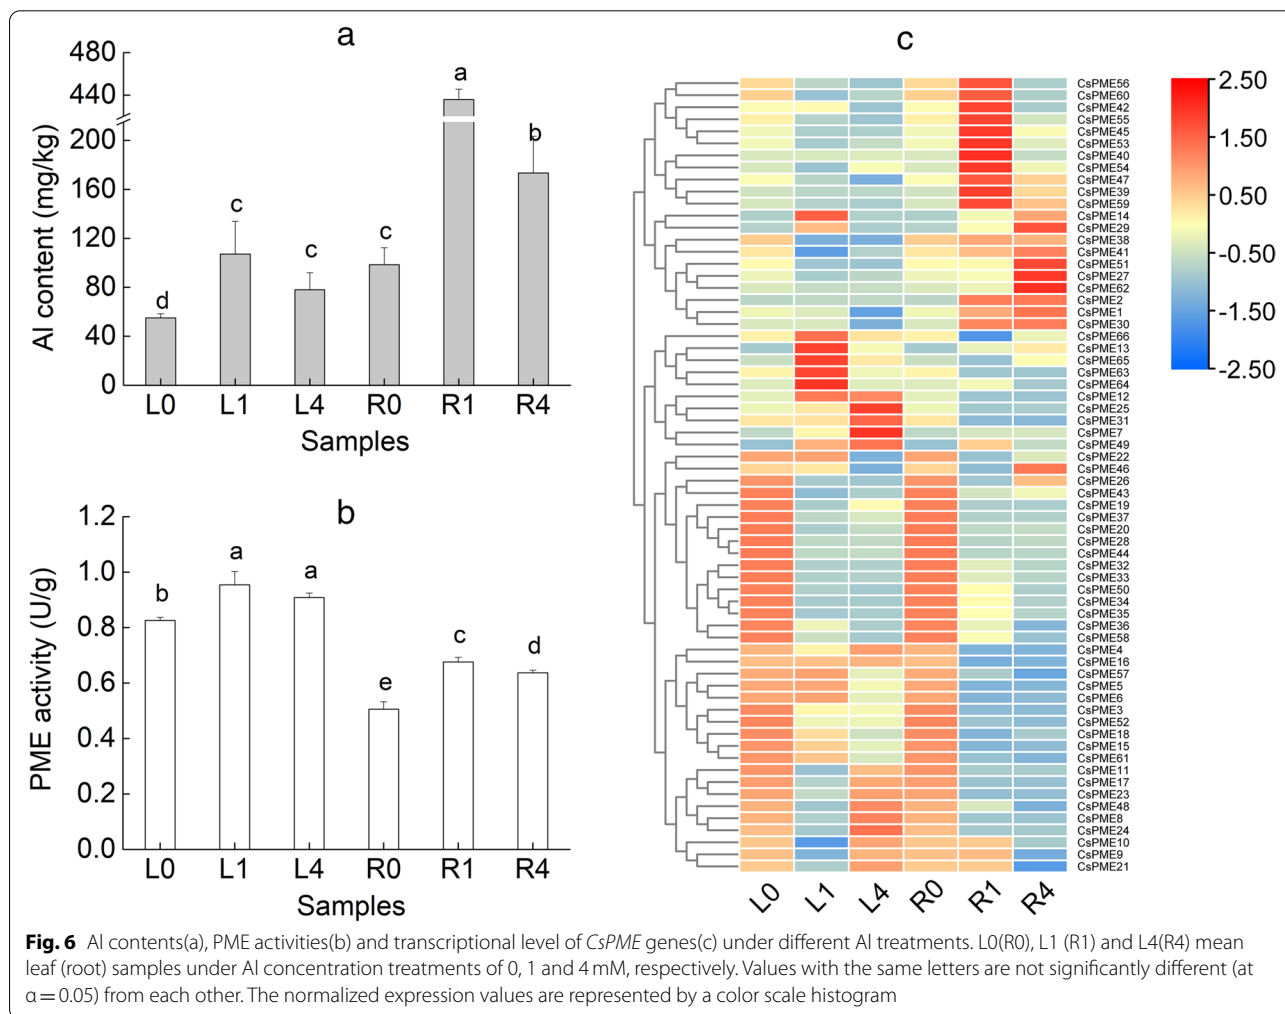 a
480
440
200
160
120
80
40
0
Al content (mg/kg)
d
c
c
c
a
b
L0 L1 L4 R0 R1 R4
Samples
b
1.2
1.0
0.8
0.6
0.4
0.2
0.0
PME activity (U/g)
b
a
a
e
c
d
L0 L1 L4 R0 R1 R4
Samples
c
CsPME56
CsPME60
CsPME42
CsPME55
CsPME45
CsPME53
CsPME40
CsPME54
CsPME47
CsPME39
CsPME59
CsPME14
CsPME29
CsPME38
CsPME41
CsPME51
CsPME27
CsPME62
CsPME2
CsPME1
CsPME30
CsPME66
CsPME13
CsPME65
CsPME63
CsPME64
CsPME12
CsPME25
CsPME31
CsPME7
CsPME49
CsPME22
CsPME46
CsPME26
CsPME43
CsPME19
CsPME37
CsPME20
CsPME28
CsPME44
CsPME32
CsPME33
CsPME50
CsPME34
CsPME35
CsPME36
CsPME58
CsPME4
CsPME16
CsPME57
CsPME5
CsPME6
CsPME3
CsPME52
CsPME18
CsPME15
CsPME61
CsPME11
CsPME17
CsPME23
CsPME48
CsPME8
CsPME24
CsPME10
CsPME9
CsPME21
L0 L1 L4 R0 R1 R4
2.50
1.50
0.50
-0.50
-1.50
-2.50
Fig. 6 Al contents(a), PME activities(b) and transcriptional level of CsPME genes(c) under different Al treatments. L0(R0), L1 (R1) and L4(R4) mean
leaf (root) samples under Al concentration treatments of 0, 1 and 4 mM, respectively. Values with the same letters are not significantly different (at
α = 0.05) from each other. The normalized expression values are represented by a color scale histogram